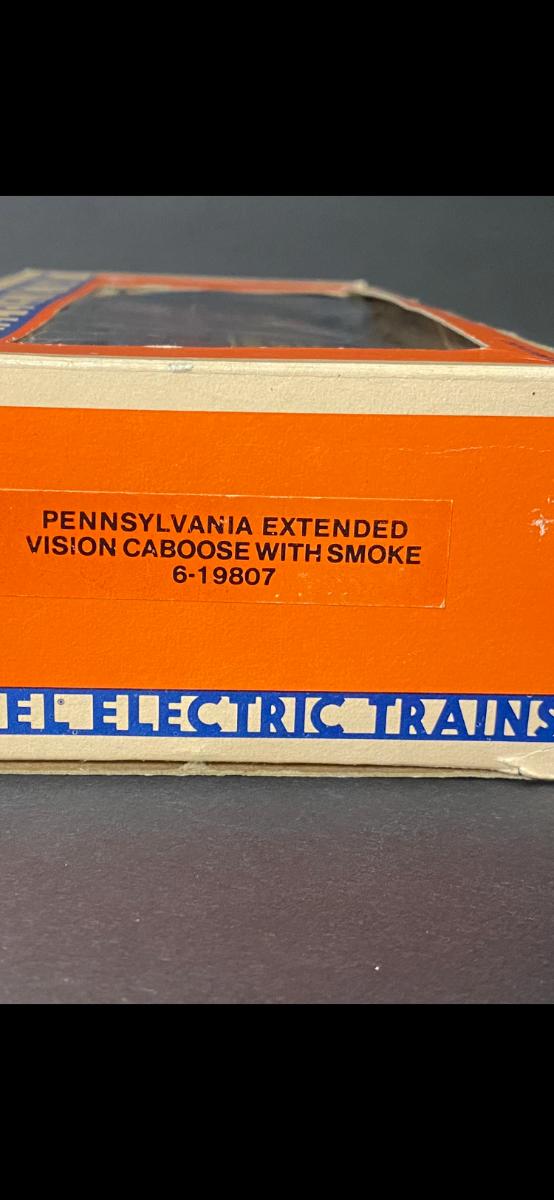 PENNSYLVANIA EXTENDED
VISION CABOOSE WITH SMOKE
6-19807
EL® ELECTRIC TRAINS